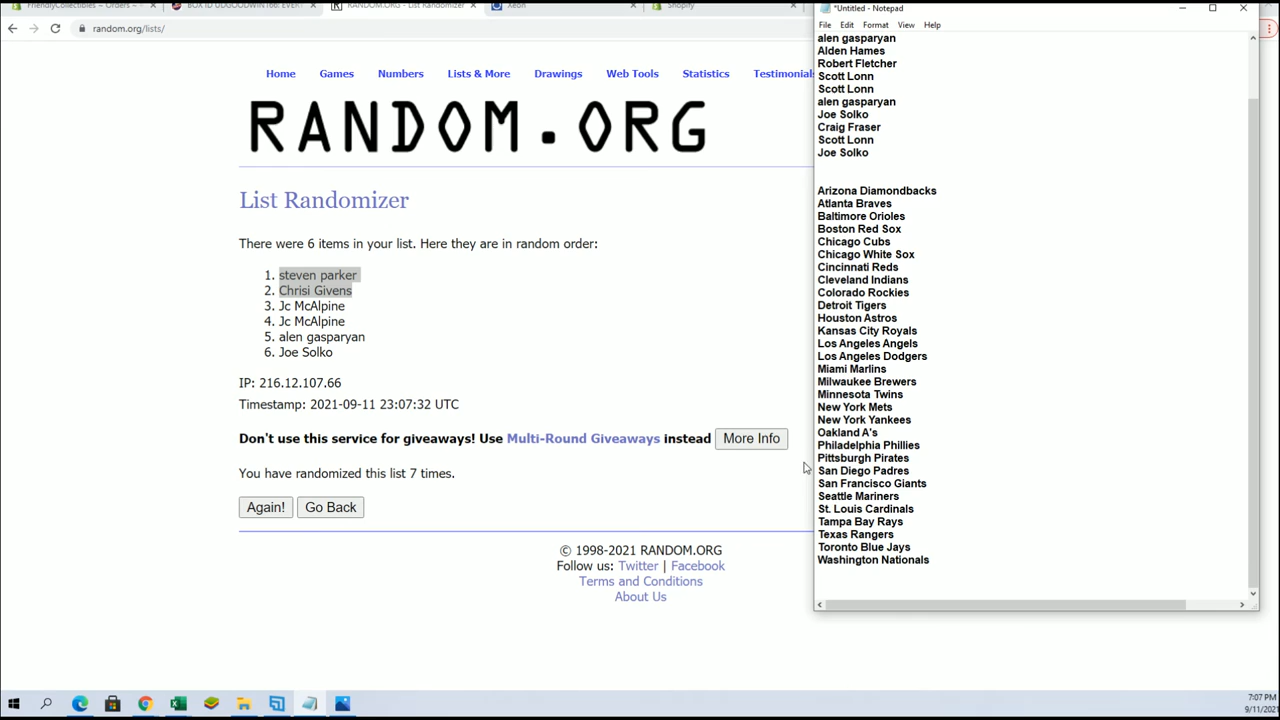 FriendlyCollectibles ~ Orders ~
BOX ID UDGOODWIN166: EVER
RANDOM.ORG - List Randomizer
Xeon
Shopify
random.org/lists/
Home
Games
Numbers
Lists & More
Drawings
Web Tools
Statistics
Testimonials
RANDOM.ORG
List Randomizer
There were 6 items in your list. Here they are in random order:
1. steven parker
2. Chrisi Givens
3. Jc McAlpine
4. Jc McAlpine
5. alen gasparyan
6. Joe Solko
IP: 216.12.107.66
Timestamp: 2021-09-11 23:07:32 UTC
Don't use this service for giveaways! Use Multi-Round Giveaways instead
More Info
You have randomized this list 7 times.
Again!
Go Back
© 1998-2021 RANDOM.ORG
Follow us: Twitter | Facebook
Terms and Conditions
About Us
*Untitled - Notepad
File Edit Format View Help
alen gasparyan
Alden Hames
Robert Fletcher
Scott Lonn
Scott Lonn
alen gasparyan
Joe Solko
Craig Fraser
Scott Lonn
Joe Solko
Arizona Diamondbacks
Atlanta Braves
Baltimore Orioles
Boston Red Sox
Chicago Cubs
Chicago White Sox
Cincinnati Reds
Cleveland Indians
Colorado Rockies
Detroit Tigers
Houston Astros
Kansas City Royals
Los Angeles Angels
Los Angeles Dodgers
Miami Marlins
Milwaukee Brewers
Minnesota Twins
New York Mets
New York Yankees
Oakland A's
Philadelphia Phillies
Pittsburgh Pirates
San Diego Padres
San Francisco Giants
Seattle Mariners
St. Louis Cardinals
Tampa Bay Rays
Texas Rangers
Toronto Blue Jays
Washington Nationals
7:07 PM
9/11/2021